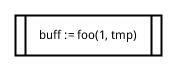 buff := foo(1, tmp)